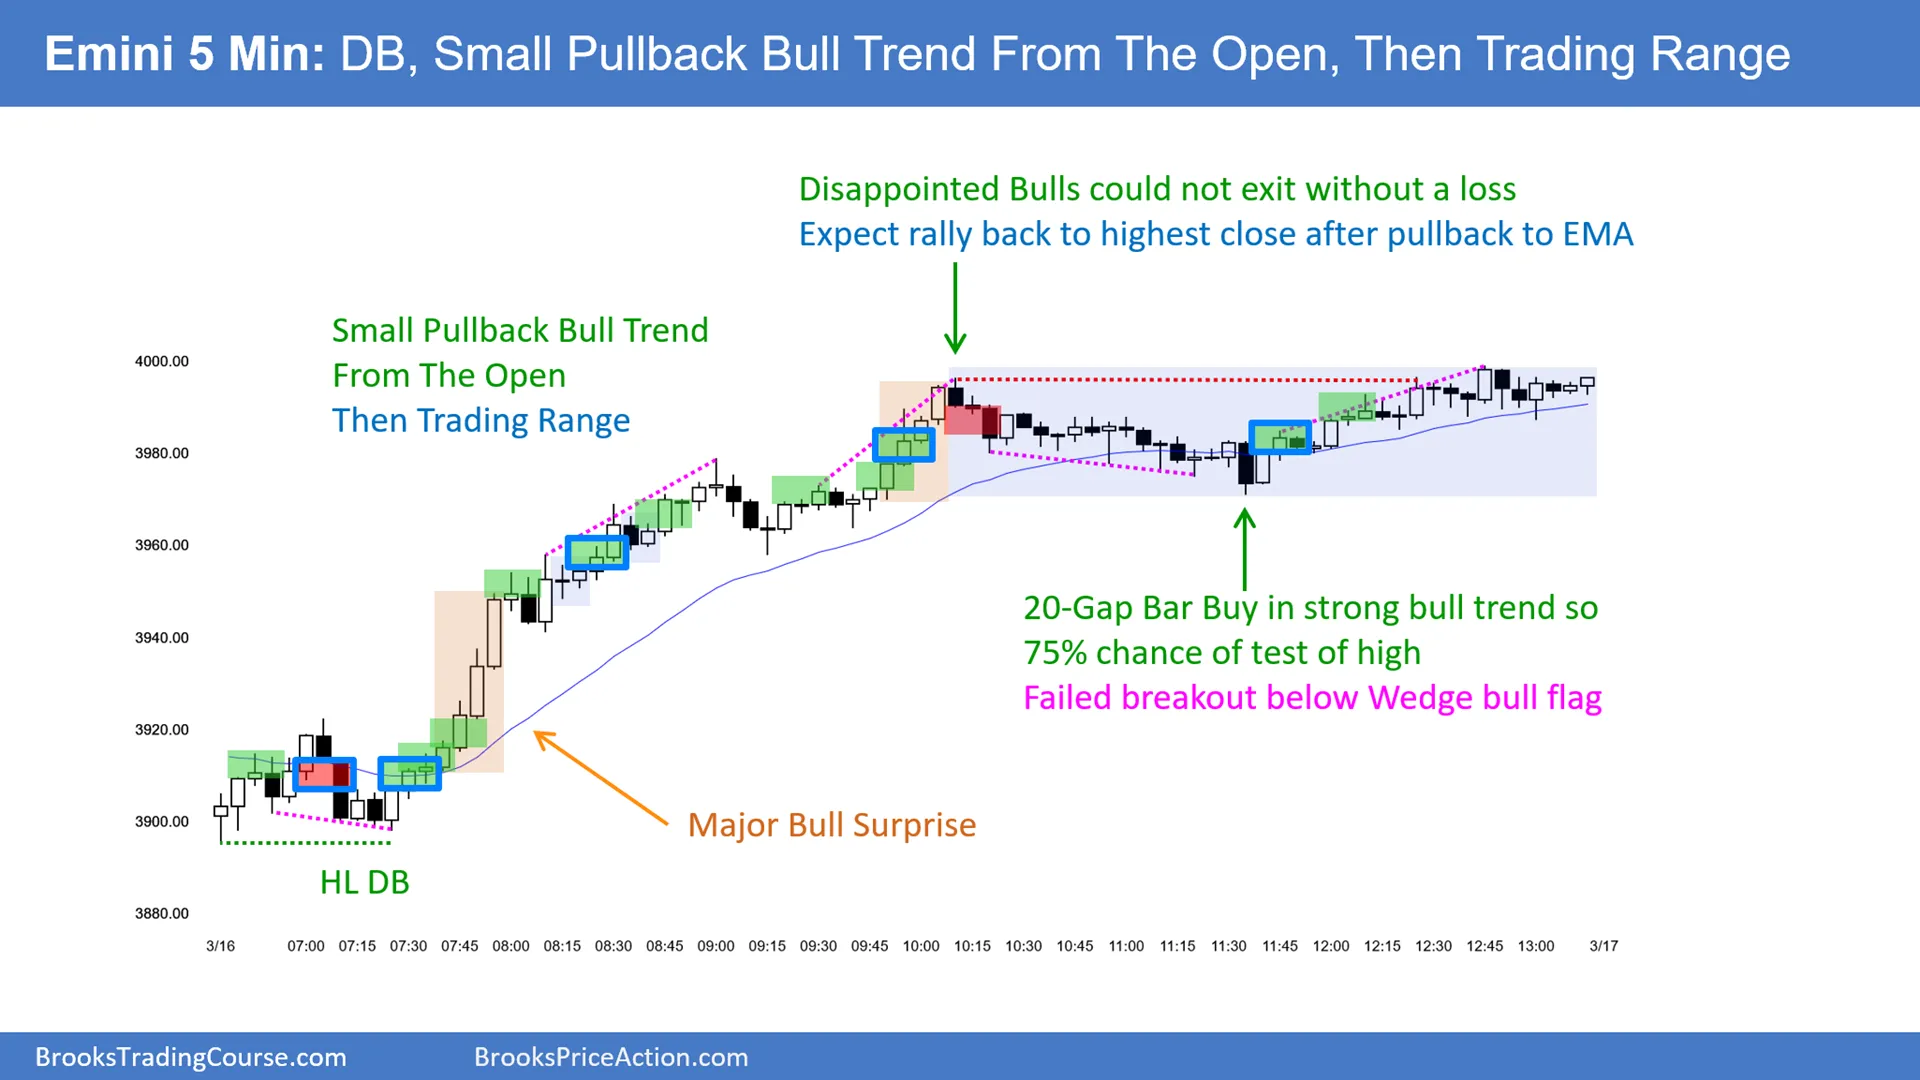 Emini 5 Min: DB, Small Pullback Bull Trend From The Open, Then Trading Range
Disappointed Bulls could not exit without a loss
Expect rally back to highest close after pullback to EMA
Small Pullback Bull Trend
From The Open
Then Trading Range
4000.00
3980.00
3960.00
3940.00
3920.00
3900.00
3880.00
20-Gap Bar Buy in strong bull trend so
75% chance of test of high
Failed breakout below Wedge bull flag
Major Bull Surprise
HL DB
3/16 07:00 07:15 07:30 07:45 08:00 08:15 08:30 08:45 09:00 09:15 09:30 09:45 10:00 10:15 10:30 10:45 11:00 11:15 11:30 11:45 12:00 12:15 12:30 12:45 13:00 3/17
BrooksTradingCourse.com BrooksPriceAction.com